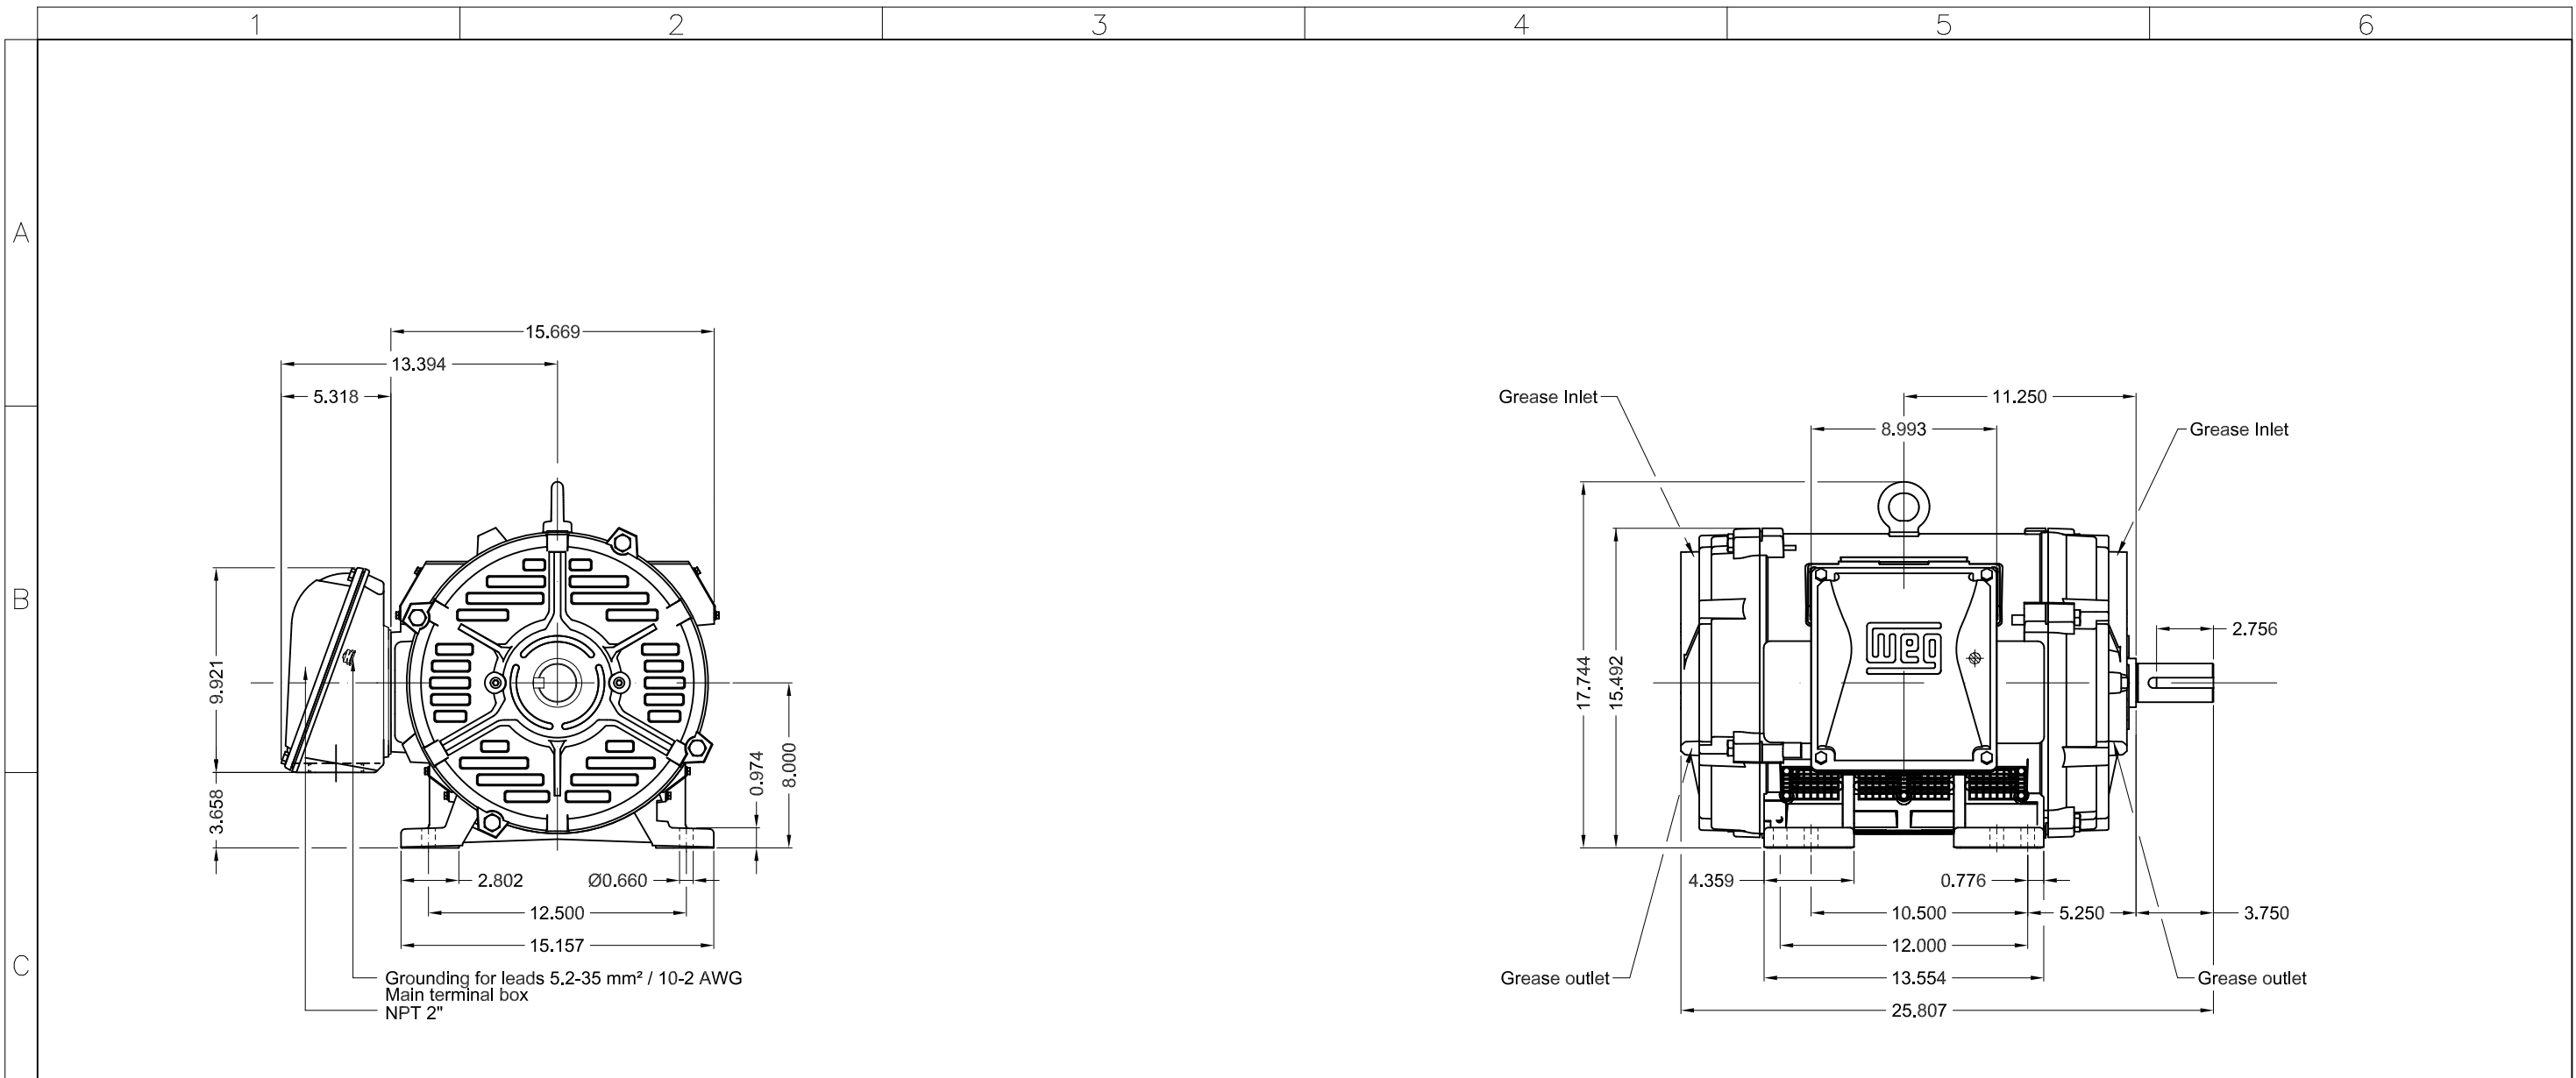 1 2 3 4 5 6
A
B
C
15.669
13.394
5.318
9.921
3.658
0.974
8.000
2.802
Ø0.660
12.500
15.157
Grounding for leads 5.2-35 mm² / 10-2 AWG
Main terminal box
NPT 2"
Grease Inlet
11.250
8.993
Grease Inlet
17.744
15.492
weg
2.756
4.359
0.776
10.500
5.250
3.750
12.000
Grease outlet
13.554
Grease outlet
25.807